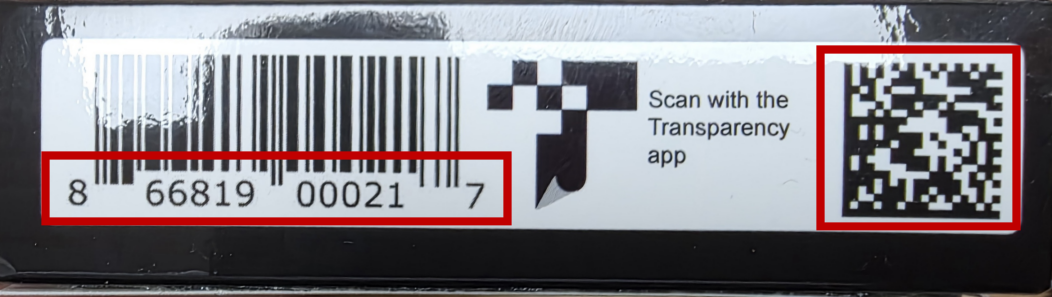 8 66819 00021 7
Scan with the
Transparency
app